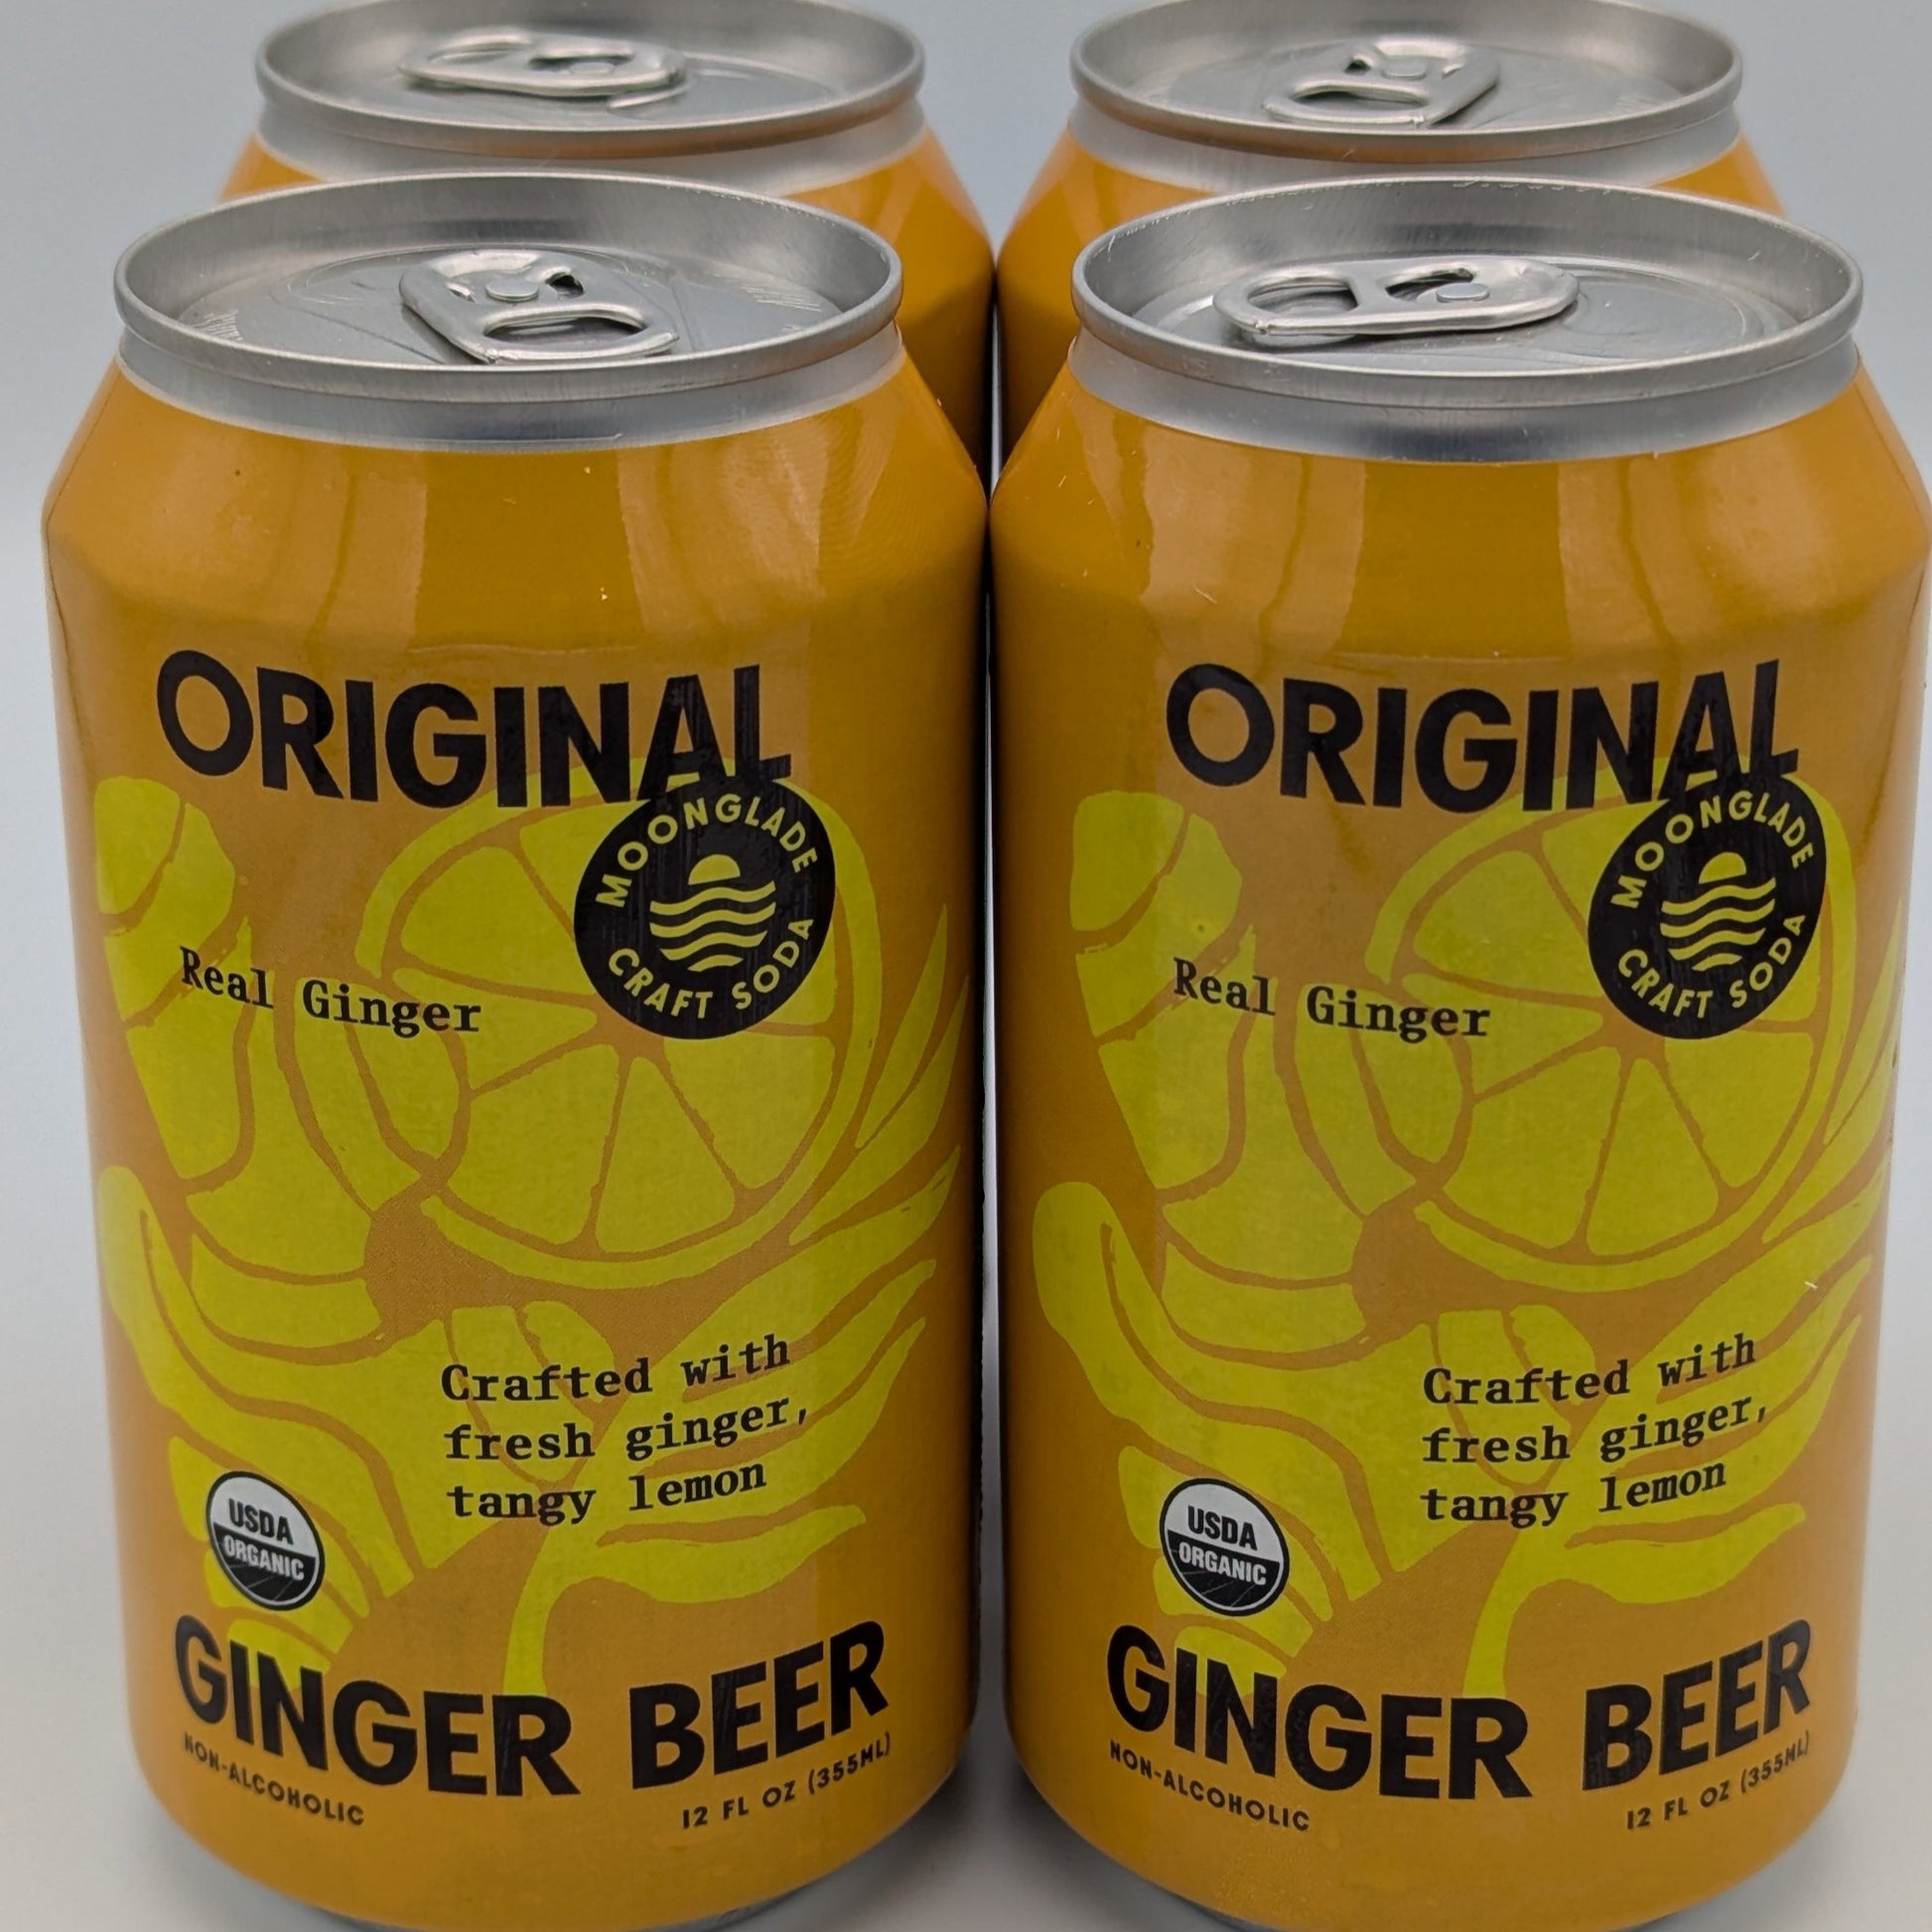 ORIGINAL
MOONGLADE
CRAFT SODA
Real Ginger
Crafted with
fresh ginger,
tangy lemon
USDA
ORGANIC
GINGER BEER
NON-ALCOHOLIC
12 FL OZ (355ML)
ORIGINAL
MOONGLADE
CRAFT SODA
Real Ginger
Crafted with
fresh ginger,
tangy lemon
USDA
ORGANIC
GINGER BEER
NON-ALCOHOLIC
12 FL OZ (355ML)